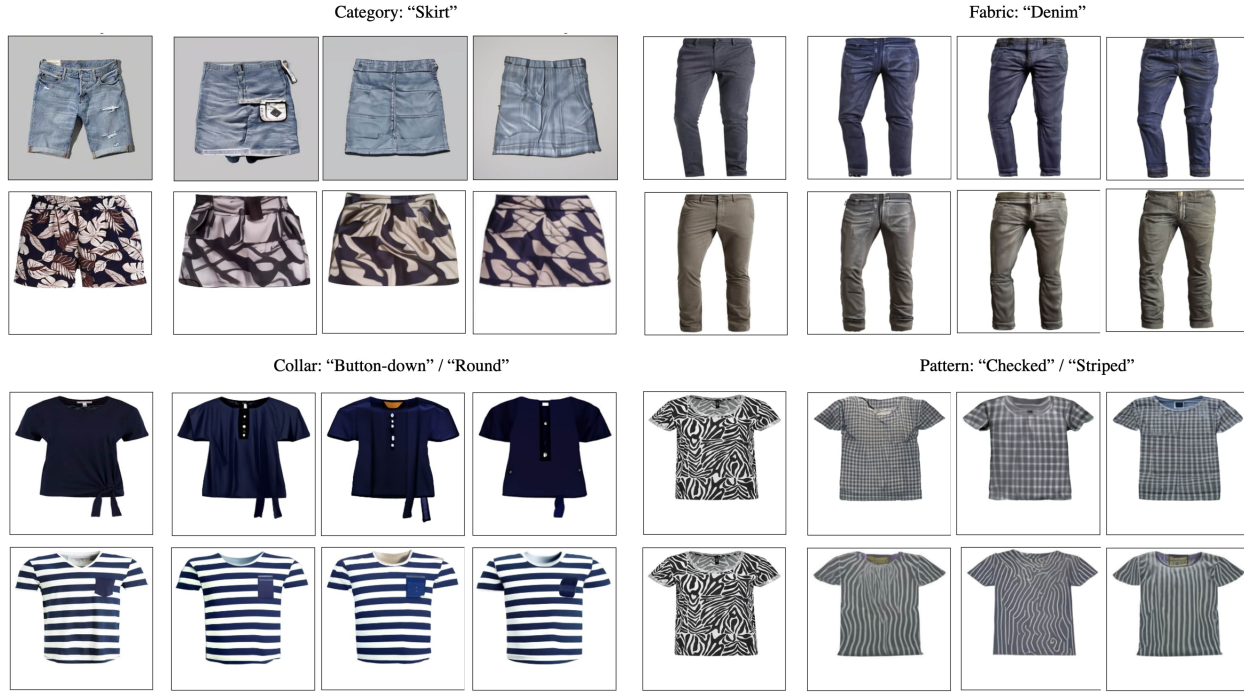 Category: “Skirt”
Fabric: “Denim”
Collar: “Button-down” / “Round”
Pattern: “Checked” / “Striped”